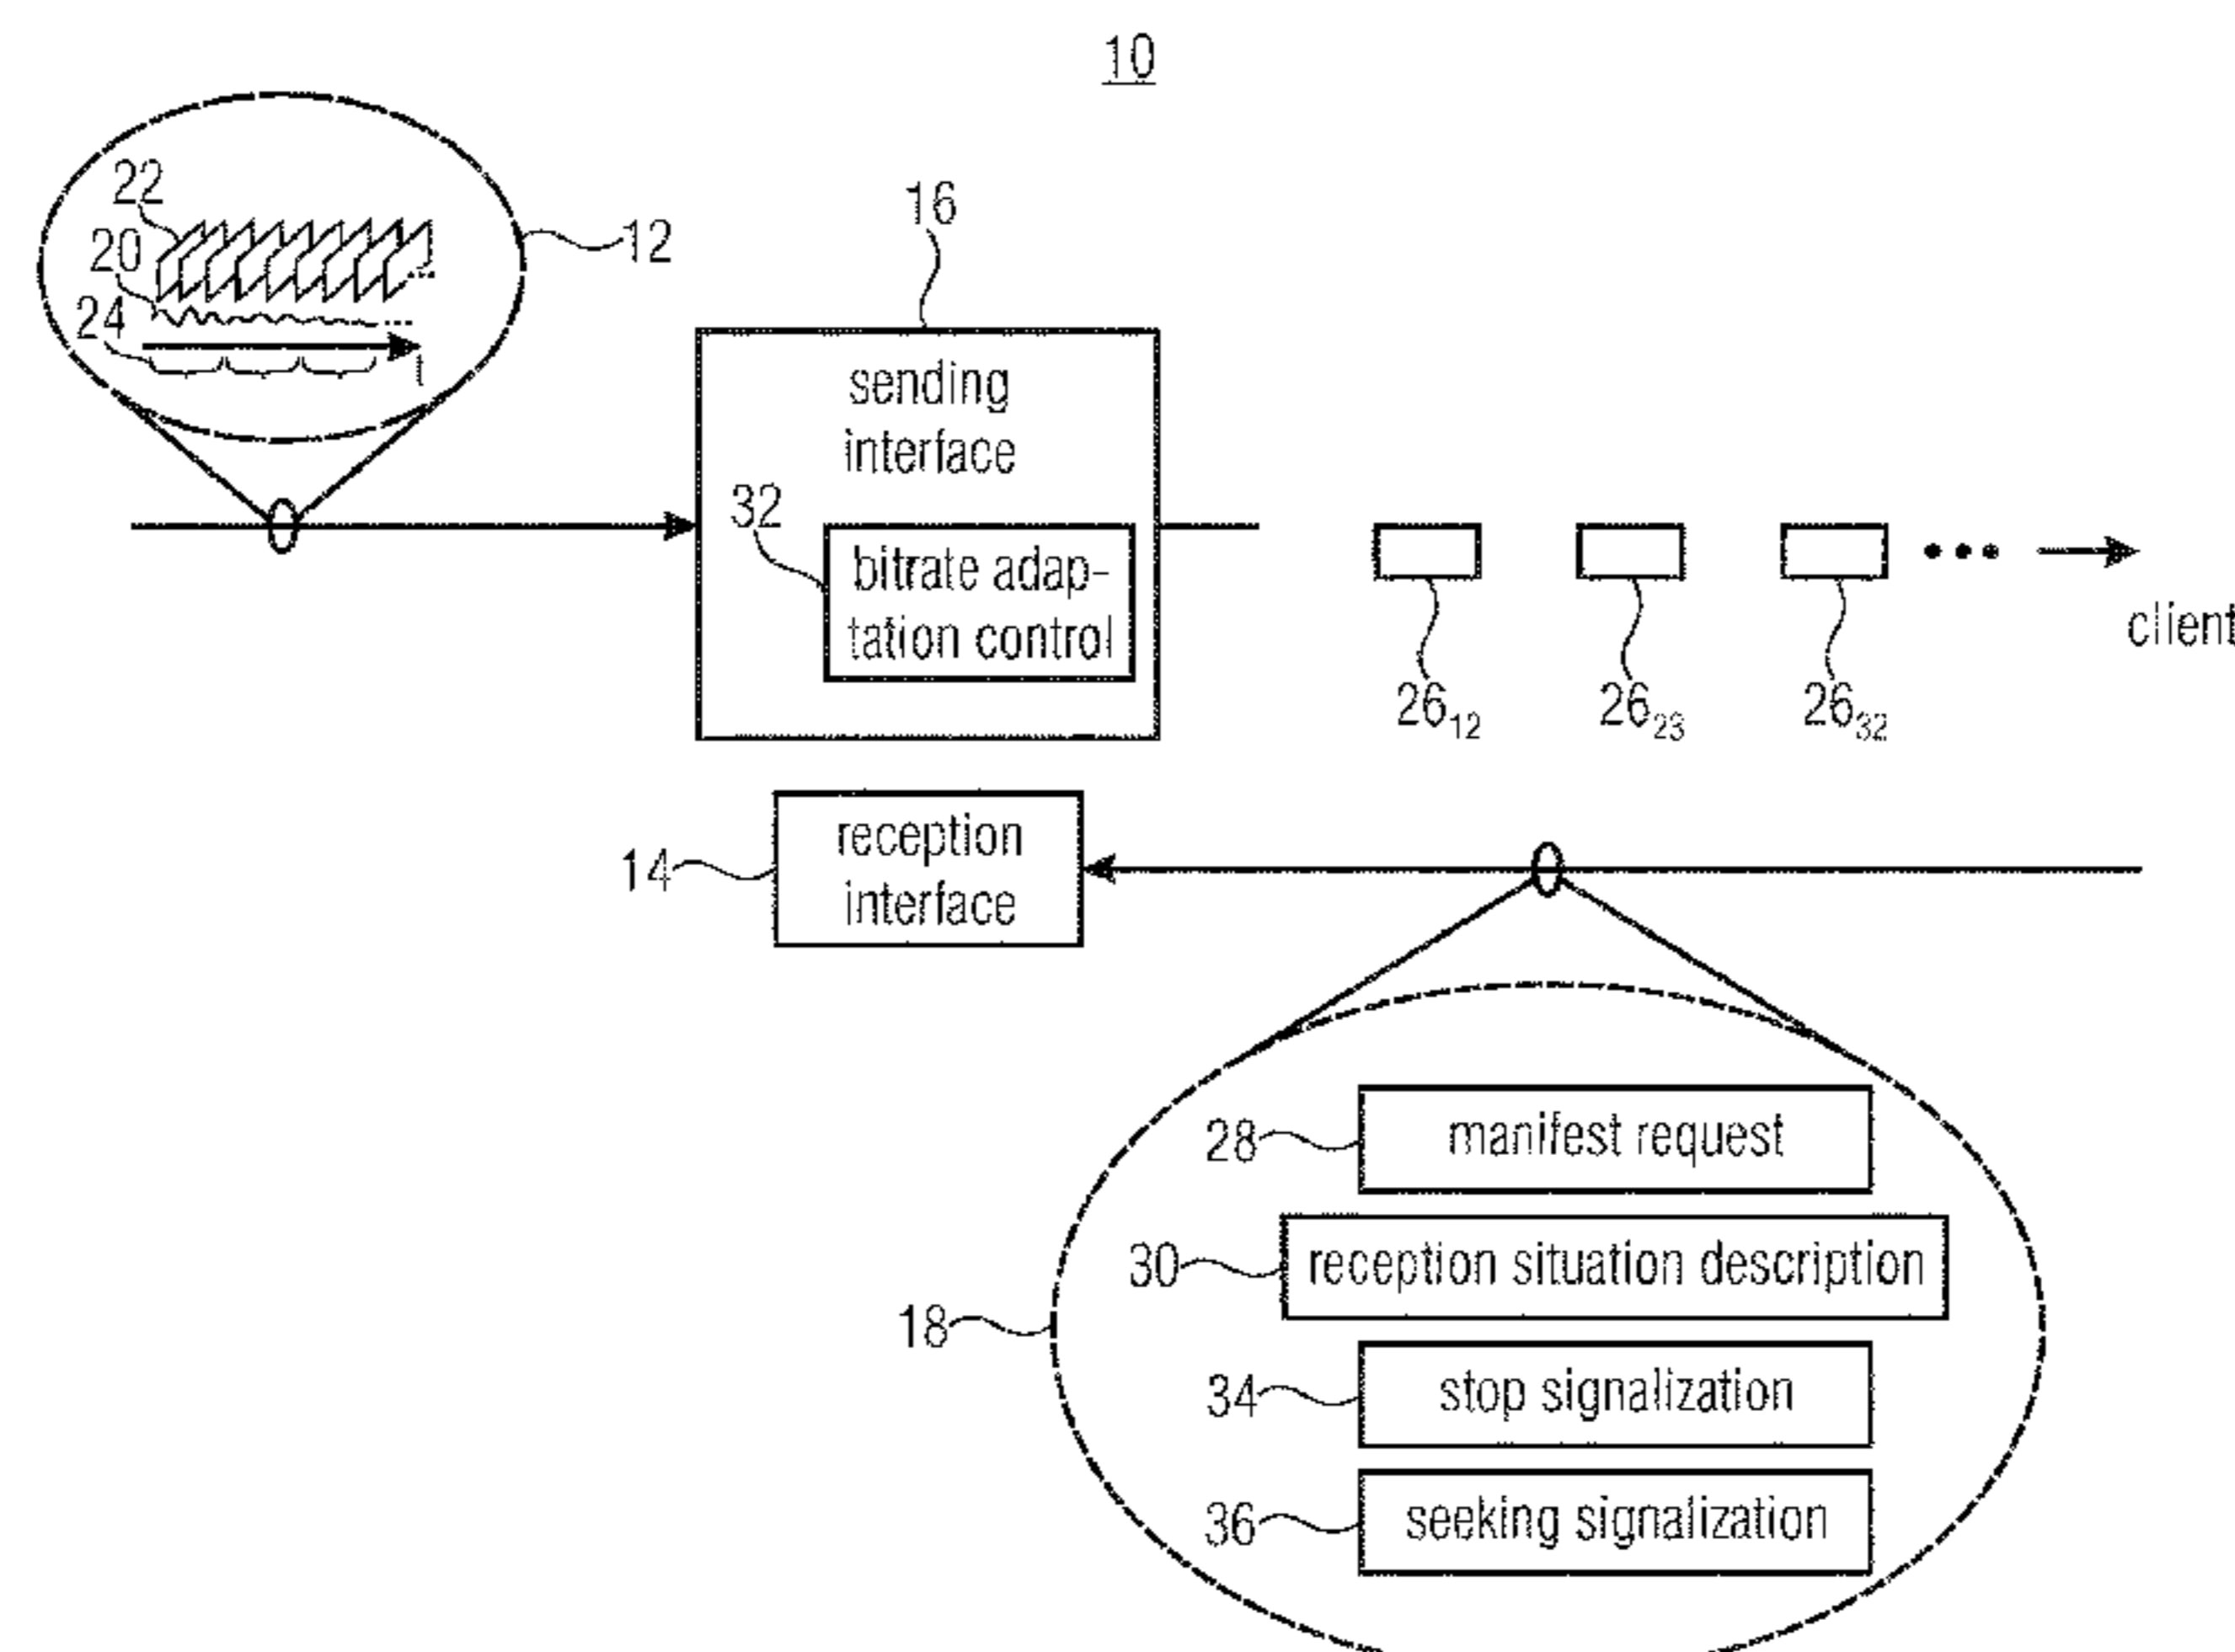 10
22
20
24
t
12
16
sending
interface
32
bitrate adap-
tation control
26₁₂
26₂₃
26₃₂
client
14
reception
interface
18
28
manifest request
30
reception situation description
34
stop signalization
36
seeking signalization